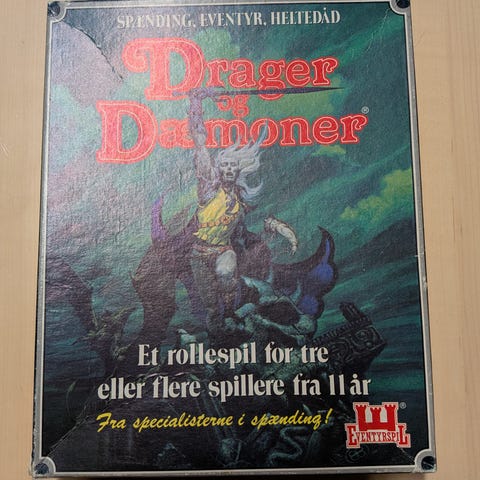 SPÆNDING, EVENTYR, HELTEDÅD
Drager
og
Dæmoner®
Et rollespil for tre
eller flere spillere fra 11 år
Fra specialisterne i spænding!
®
EVENTYRSPIL